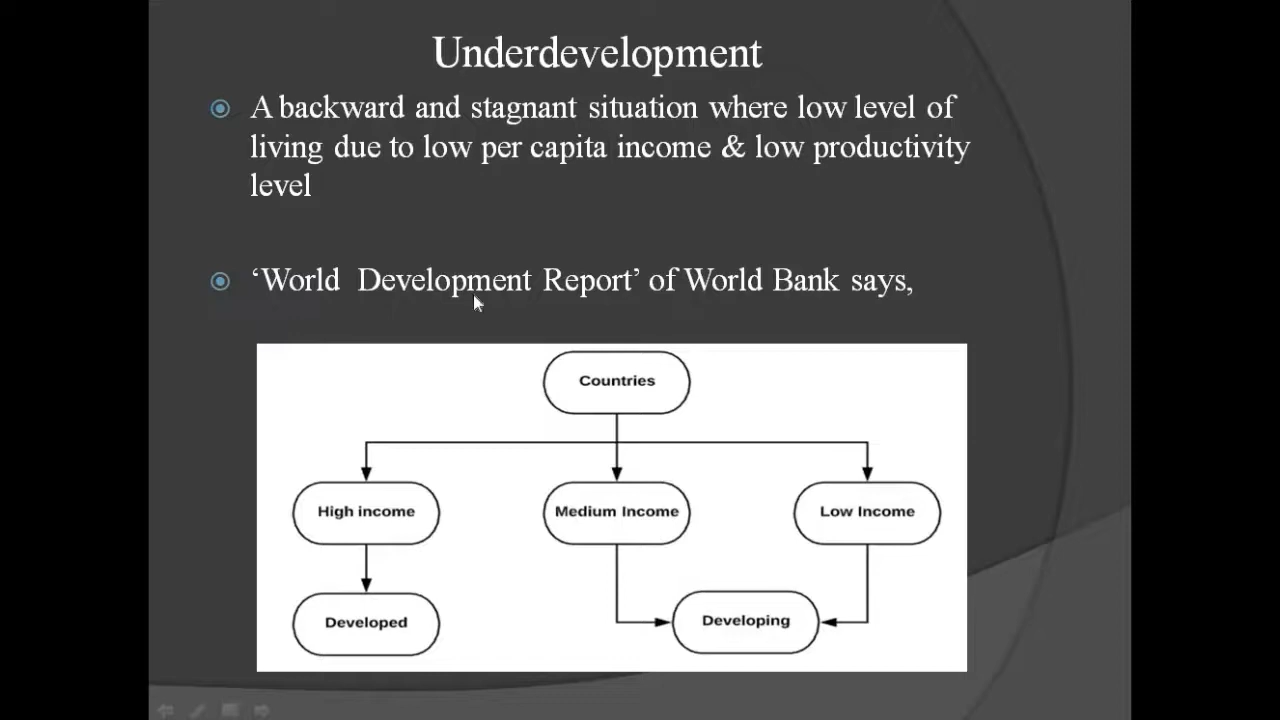 Underdevelopment
A backward and stagnant situation where low level of
living due to low per capita income & low productivity
level
‘World Development Report’ of World Bank says,
Countries
High income
Medium Income
Low Income
Developed
Developing